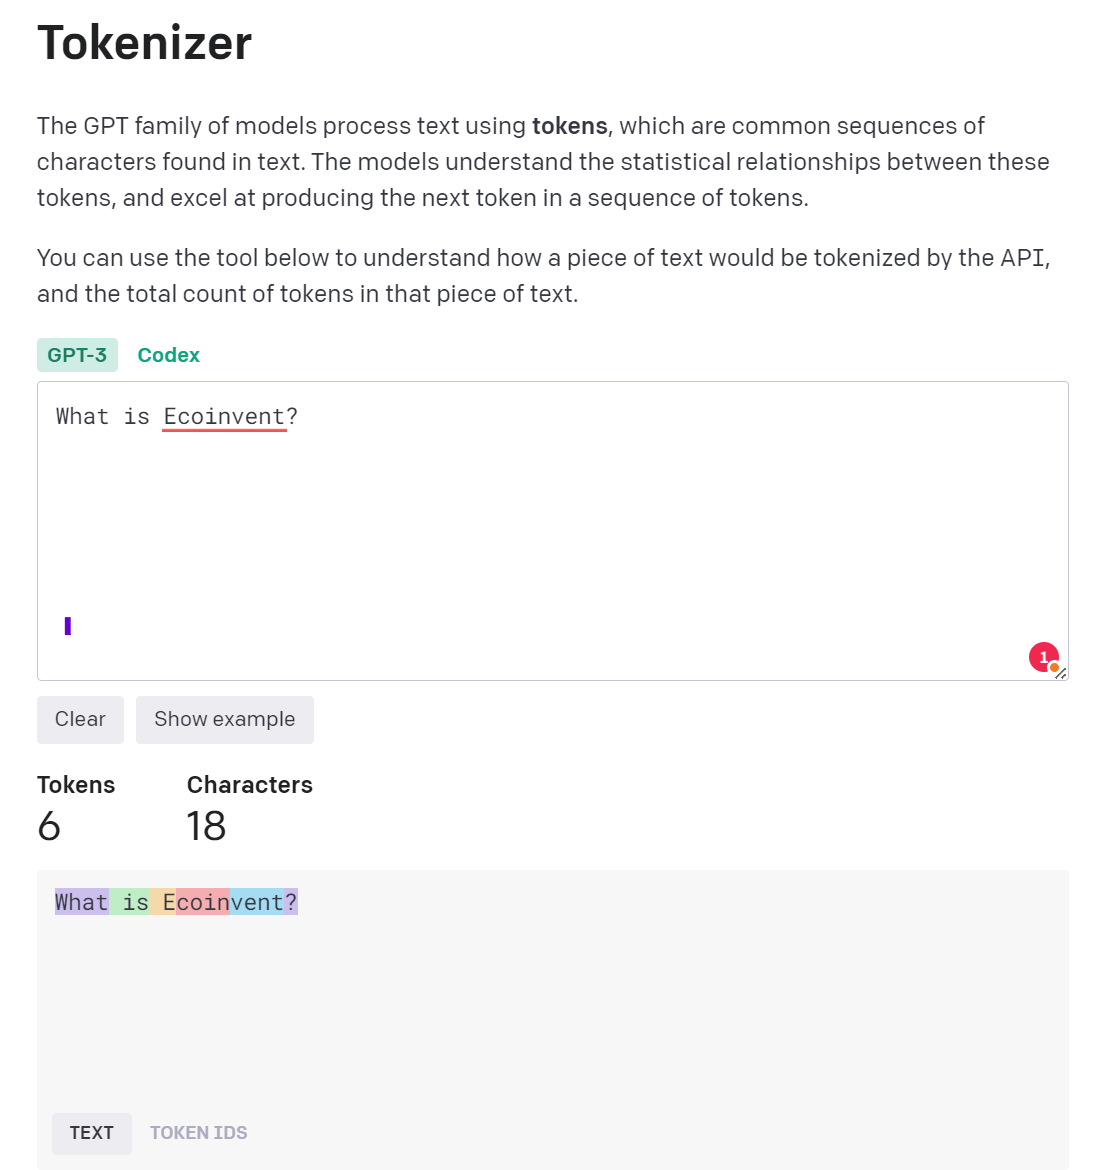 Tokenizer
The GPT family of models process text using tokens, which are common sequences of
characters found in text. The models understand the statistical relationships between these
tokens, and excel at producing the next token in a sequence of tokens.
You can use the tool below to understand how a piece of text would be tokenized by the API,
and the total count of tokens in that piece of text.
GPT-3 Codex
What is Ecoinvent?
1
Clear Show example
Tokens Characters
6 18
What is Ecoinvent?
TEXT TOKEN IDS